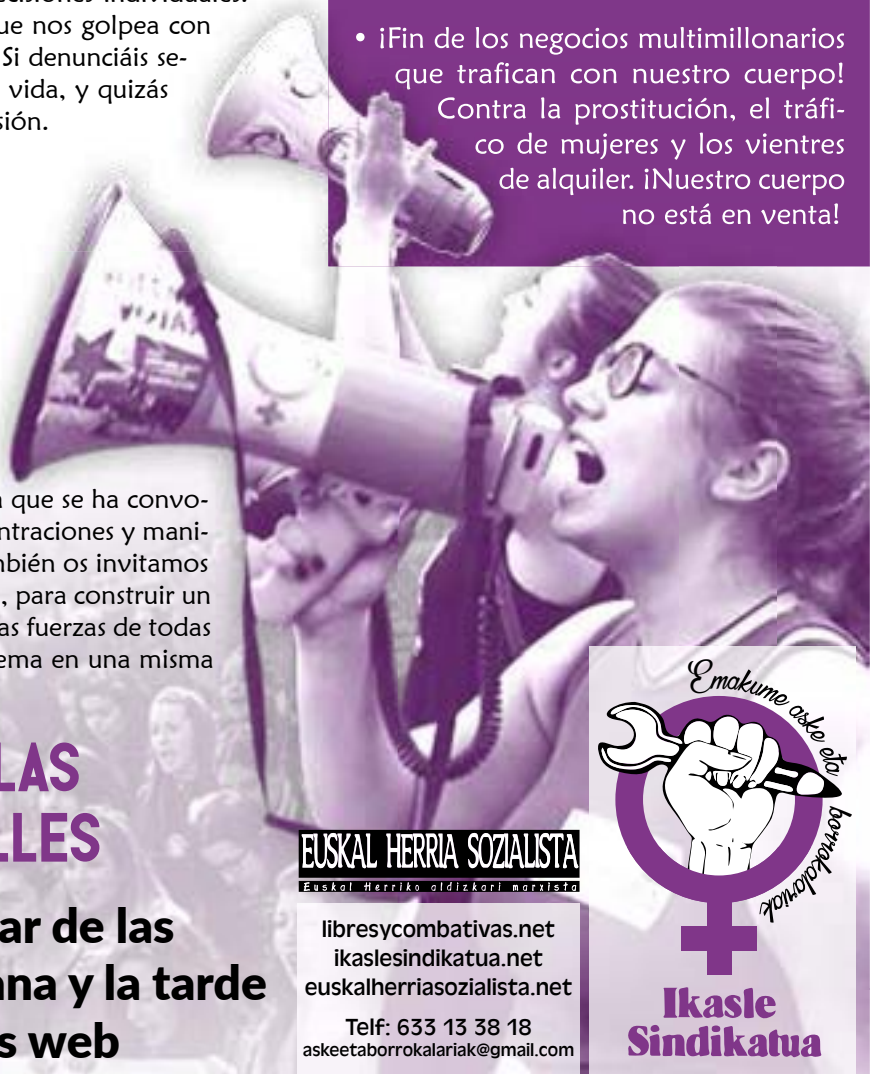 que nos golpea con
Si denunciáis se-
vida, y quizás
• ¡Fin de los negocios multimillonarios
que trafican con nuestro cuerpo!
Contra la prostitución, el tráfi-
co de mujeres y los vientres
de alquiler. ¡Nuestro cuerpo
no está en venta!
que se ha convo-
mbién os invitamos
, para construir un
as fuerzas de todas
ema en una misma
LAS
LLES
ar de las
ana y la tarde
s web
EUSKAL HERRIA SOZIALISTA
Euskal Herriko aldizkari marxista
libresycombativas.net
ikaslesindikatua.net
euskalherriasozialista.net
Telf: 633 13 38 18
askeetaborrokalariak@gmail.com
Emakume aske eta borrokalariak
Ikasle
Sindikatua